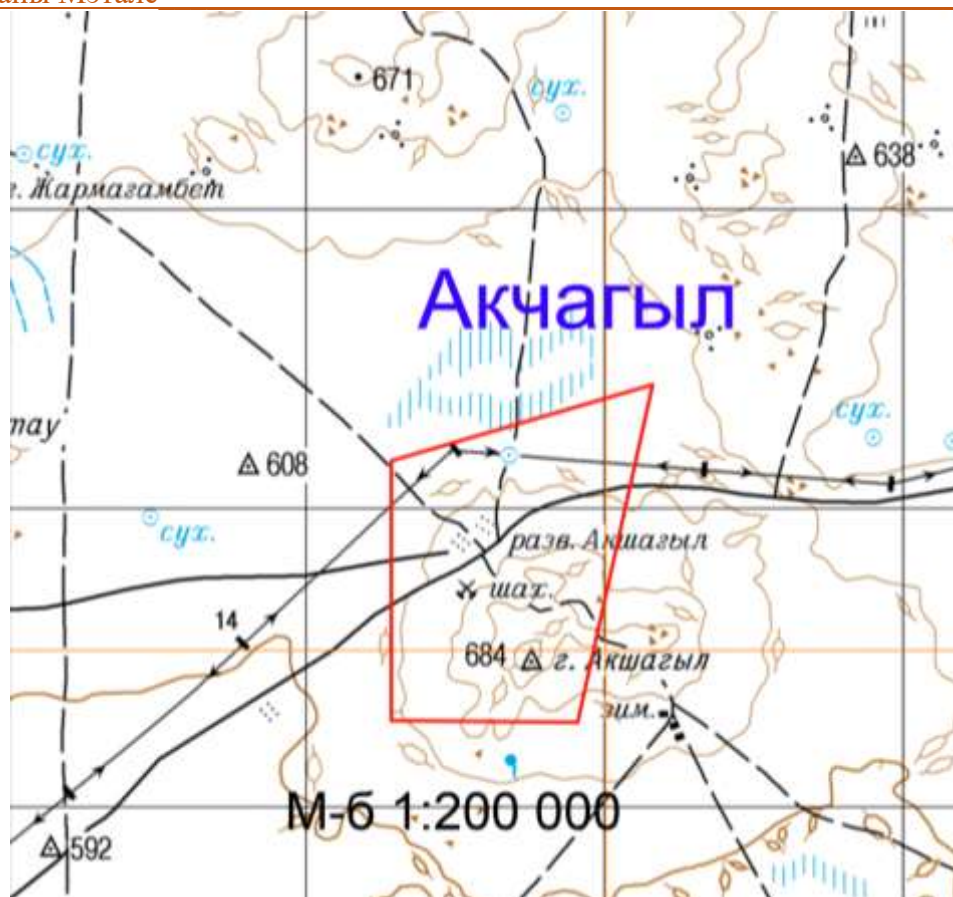 671
сух.
сух.
638
г. Жармагамбет
Акчагыл
сух.
тау
608
сух.
разв. Акшагыл
шах.
14
684
г. Акшагыл
зим.
М-б 1:200 000
592